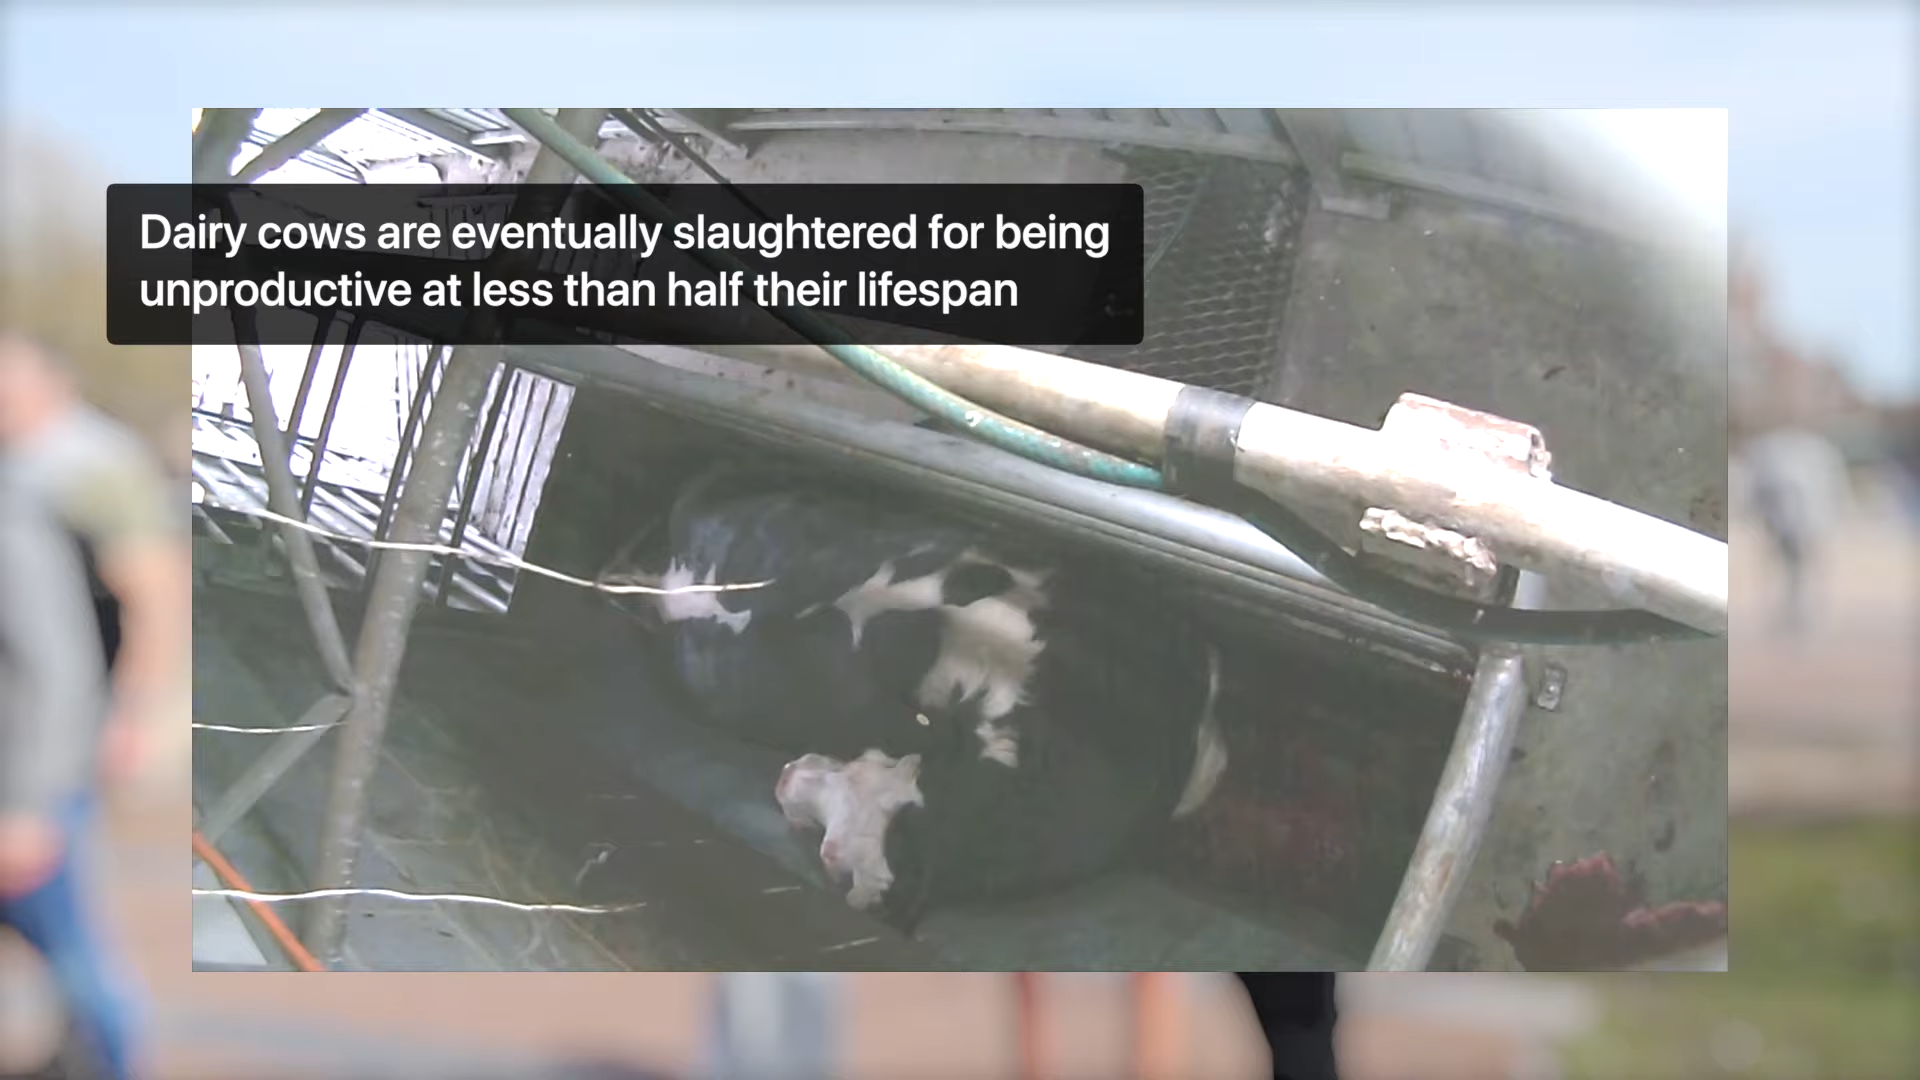 Dairy cows are eventually slaughtered for being
unproductive at less than half their lifespan